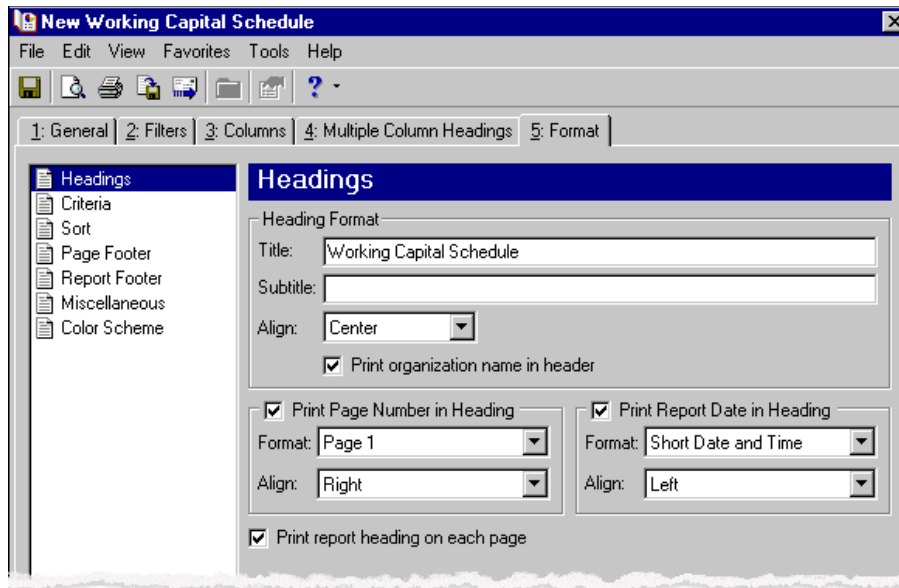 New Working Capital Schedule
File Edit View Favorites Tools Help
?
1: General 2: Filters 3: Columns 4: Multiple Column Headings 5: Format
Headings
Criteria
Sort
Page Footer
Report Footer
Miscellaneous
Color Scheme
Headings
Heading Format
Title: Working Capital Schedule
Subtitle:
Align: Center
Print organization name in header
Print Page Number in Heading
Format: Page 1
Align: Right
Print Report Date in Heading
Format: Short Date and Time
Align: Left
Print report heading on each page